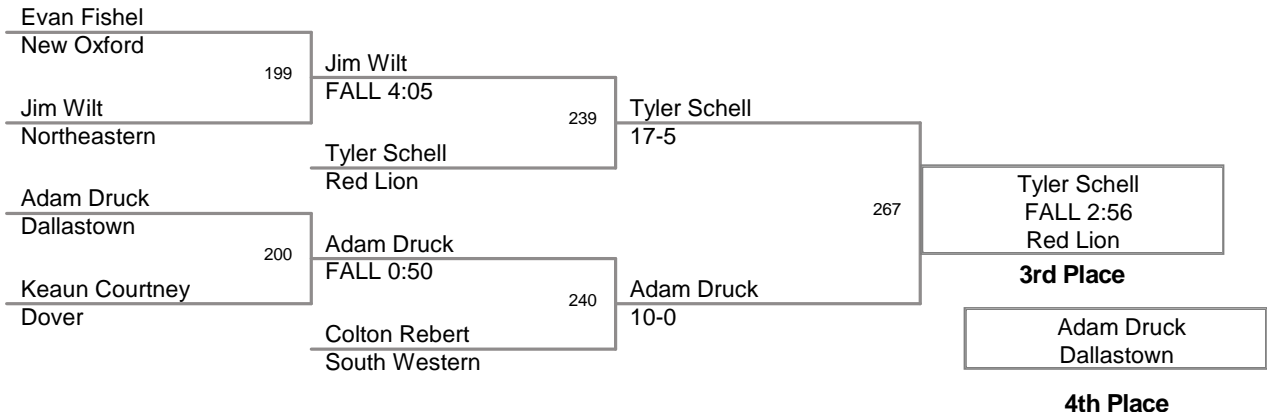 Evan Fishel
New Oxford
199
Jim Wilt
FALL 4:05
Jim Wilt
Northeastern
239
Tyler Schell
17-5
Tyler Schell
Red Lion
Adam Druck
Dallastown
200
Adam Druck
FALL 0:50
Keaun Courtney
Dover
240
Adam Druck
10-0
Colton Rebert
South Western
267
Tyler Schell
FALL 2:56
Red Lion
3rd Place
Adam Druck
Dallastown
4th Place